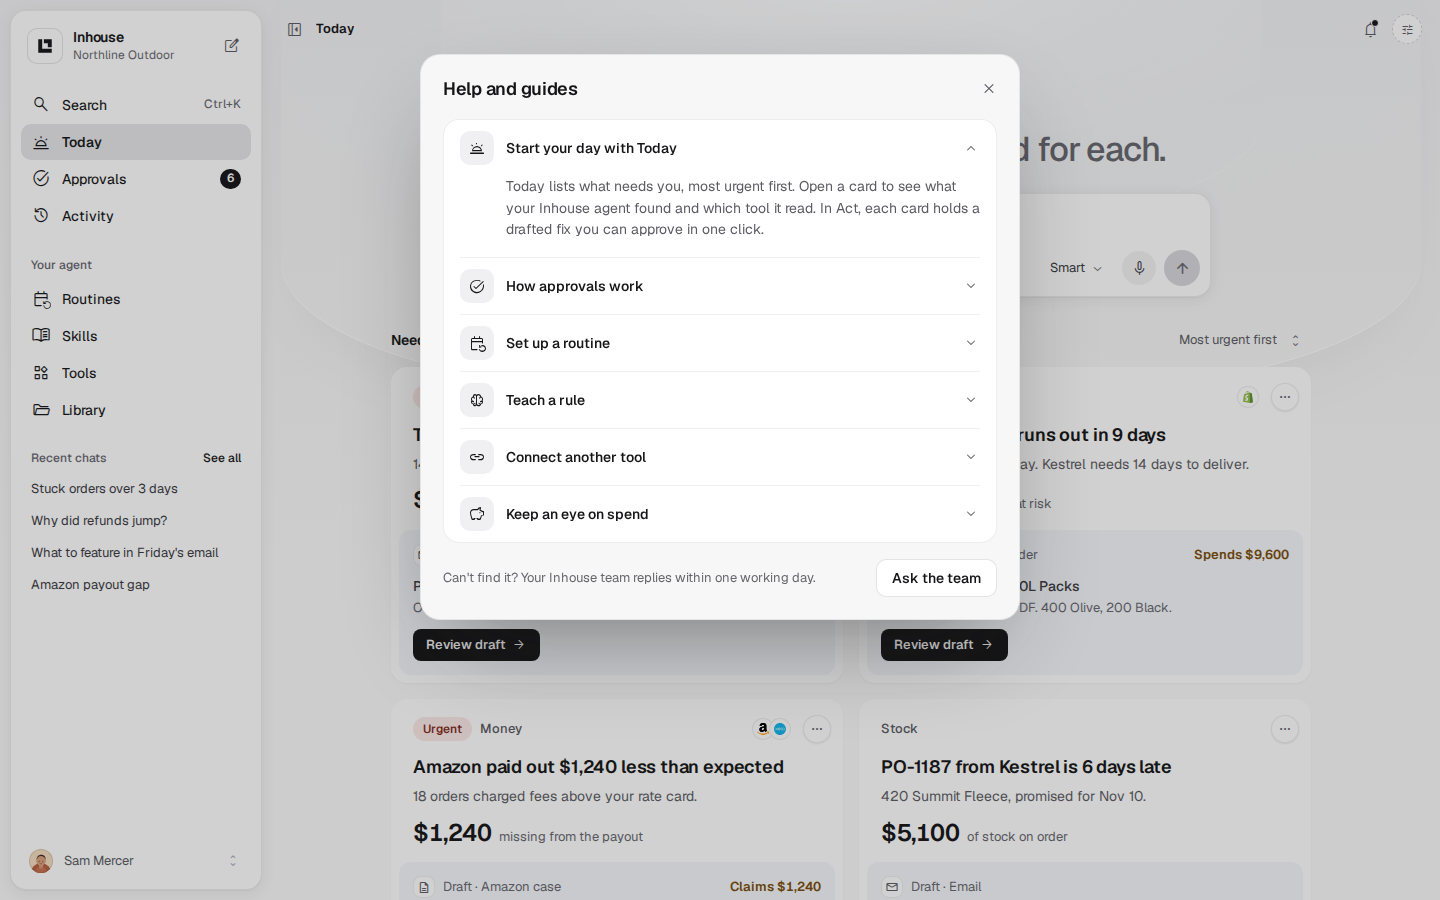 Inhouse
Northline Outdoor
Search
Ctrl+K
Today
Approvals
6
Activity
Your agent
Routines
Skills
Tools
Library
Recent chats
See all
Stuck orders over 3 days
Why did refunds jump?
What to feature in Friday's email
Amazon payout gap
Sam Mercer
Today
d for each.
Smart
Most urgent first
Help and guides
Start your day with Today
Today lists what needs you, most urgent first. Open a card to see what
your Inhouse agent found and which tool it read. In Act, each card holds a
drafted fix you can approve in one click.
How approvals work
Set up a routine
Teach a rule
Connect another tool
Keep an eye on spend
Can't find it? Your Inhouse team replies within one working day.
Ask the team
Review draft
runs out in 9 days
ay. Kestrel needs 14 days to deliver.
at risk
der
Spends $9,600
0L Packs
DF. 400 Olive, 200 Black.
Review draft
Urgent
Money
Amazon paid out $1,240 less than expected
18 orders charged fees above your rate card.
$1,240 missing from the payout
Draft · Amazon case
Claims $1,240
Stock
PO-1187 from Kestrel is 6 days late
420 Summit Fleece, promised for Nov 10.
$5,100 of stock on order
Draft · Email